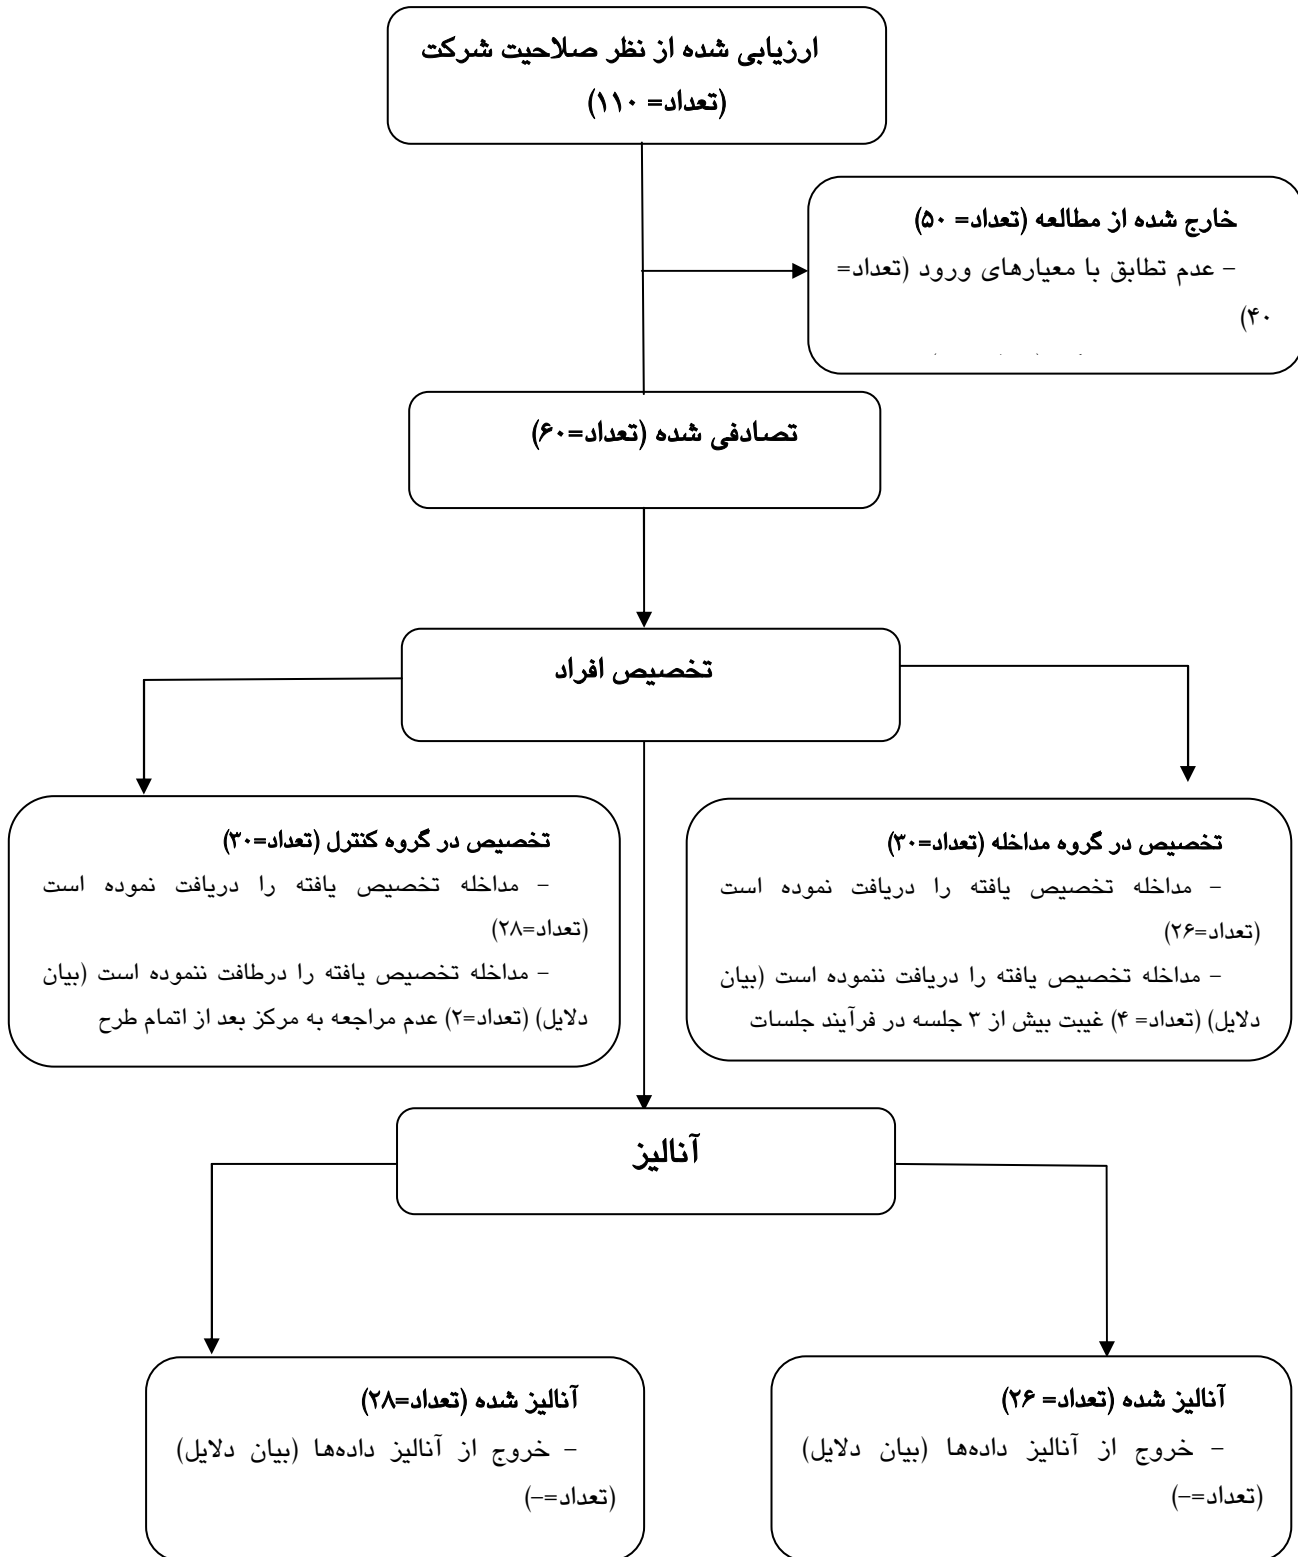 ارزیابی شده از نظر صلاحیت شرکت
(تعداد= ۱۱۰)
خارج شده از مطالعه (تعداد= ۵۰)
- عدم تطابق با معیارهای ورود (تعداد=
۴۰)
تصادفی شده (تعداد=۶۰)
تخصیص افراد
تخصیص در گروه مداخله (تعداد=۳۰)
- مداخله تخصیص یافته را دریافت نموده است
(تعداد=۲۶)
- مداخله تخصیص یافته را دریافت ننموده است (بیان
دلایل) (تعداد= ۴) غیبت بیش از ۳ جلسه در فرآیند جلسات
تخصیص در گروه کنترل (تعداد=۳۰)
- مداخله تخصیص یافته را دریافت نموده است
(تعداد=۲۸)
- مداخله تخصیص یافته را درطافت ننموده است (بیان
دلایل) (تعداد=۲) عدم مراجعه به مرکز بعد از اتمام طرح
آنالیز
آنالیز شده (تعداد= ۲۶)
- خروج از آنالیز داده‌ها (بیان دلایل)
(تعداد=-)
آنالیز شده (تعداد=۲۸)
- خروج از آنالیز داده‌ها (بیان دلایل)
(تعداد=-)